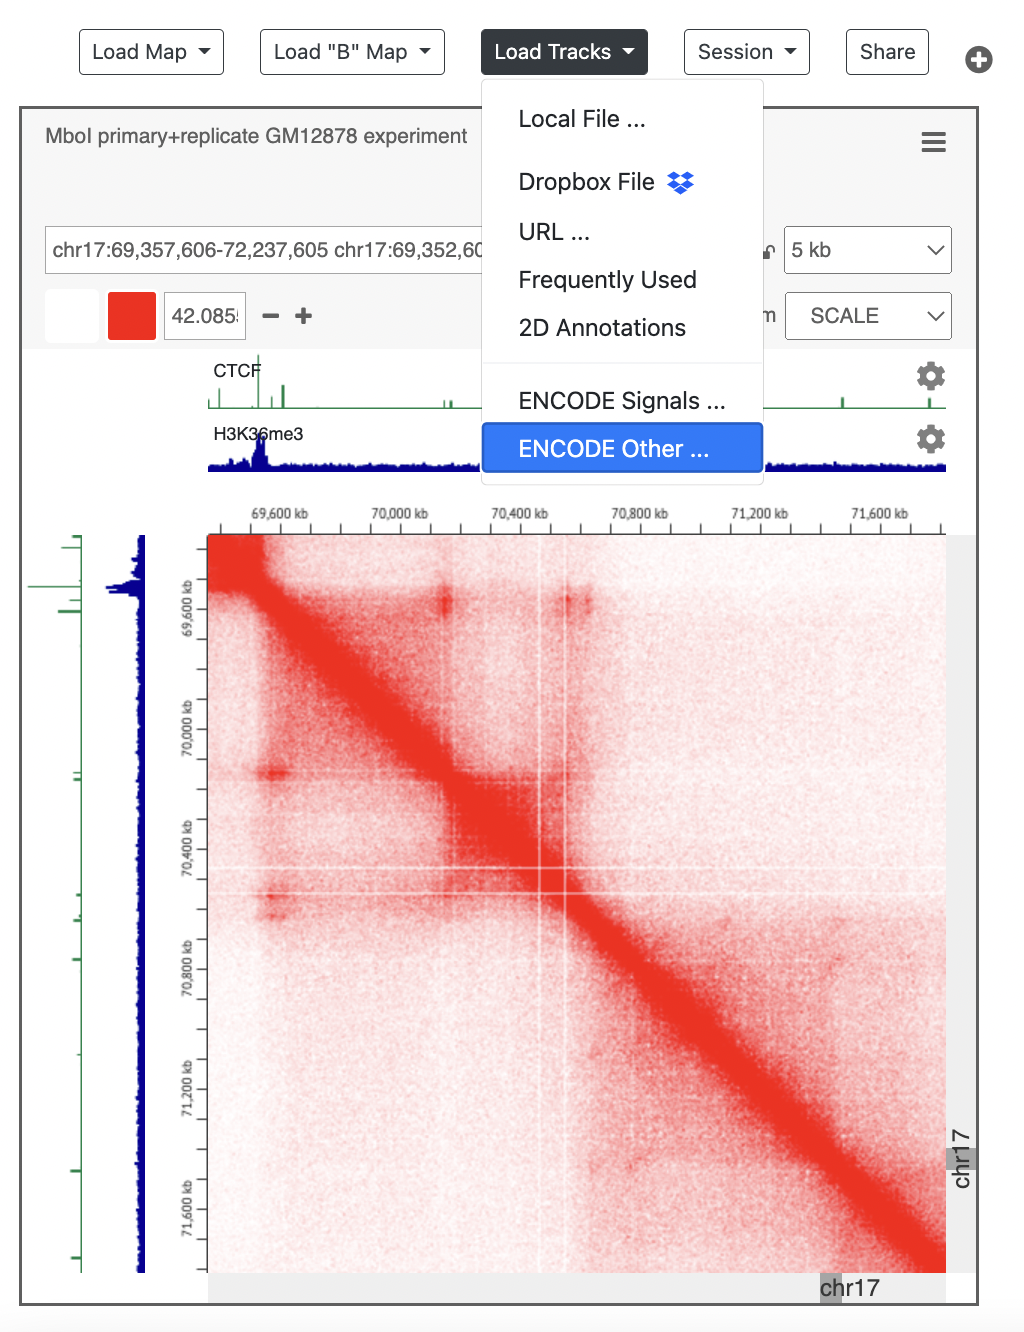 Load Map
Load "B" Map
Load Tracks
Session
Share
MboI primary+replicate GM12878 experiment
Local File ...
Dropbox File
URL ...
Frequently Used
2D Annotations
ENCODE Signals ...
ENCODE Other ...
chr17:69,357,606-72,237,605 chr17:69,352,60
5 kb
42.085
m
SCALE
CTCF
H3K36me3
69,600 kb
70,000 kb
70,400 kb
70,800 kb
71,200 kb
71,600 kb
69,600 kb
70,000 kb
70,400 kb
70,800 kb
71,200 kb
71,600 kb
chr17
chr17